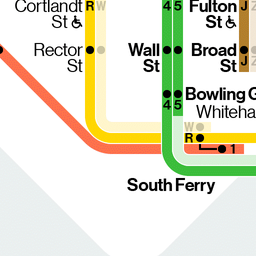 Cortlandt
St
R W
4 5
Fulton
St
J Z
Rector
St
Wall
St
Broad
St
J Z
4 5
Bowling G
Whiteha
W
R
1
South Ferry